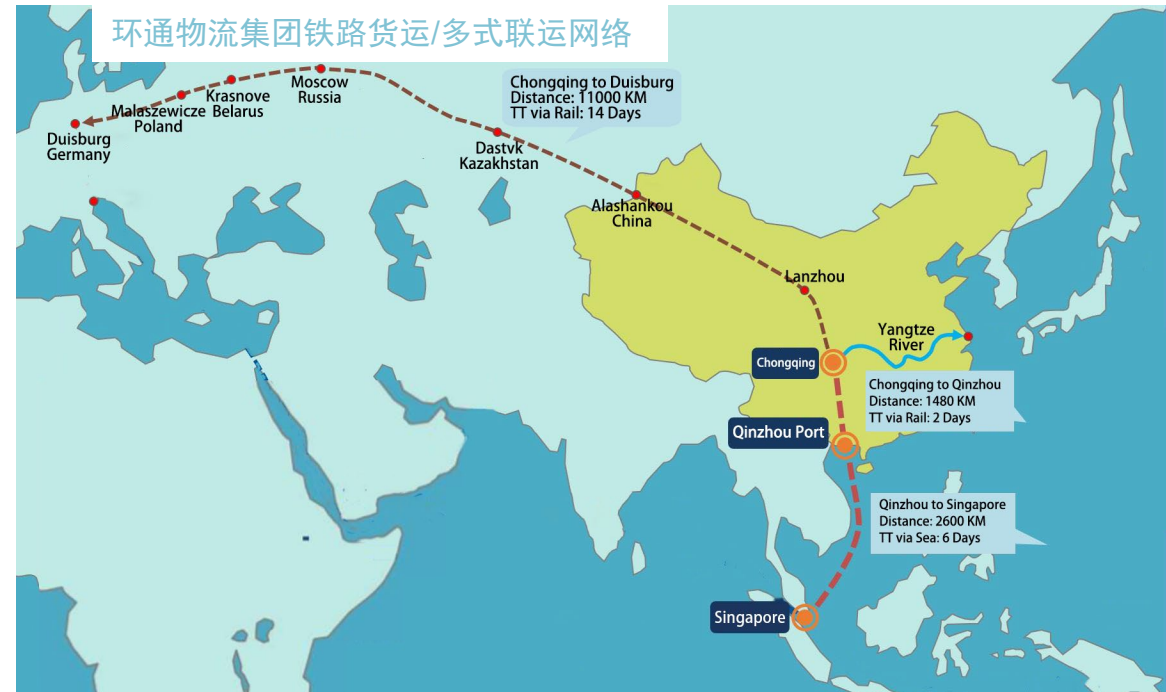 环通物流集团铁路货运/多式联运网络
Chongqing to Duisburg
Distance: 11000 KM
TT via Rail: 14 Days
Moscow
Russia
Krasnove
Belarus
Malaszewicze
Poland
Duisburg
Germany
Dastvk
Kazakhstan
Alashankou
China
Lanzhou
Yangtze
River
Chongqing
Chongqing to Qinzhou
Distance: 1480 KM
TT via Rail: 2 Days
Qinzhou Port
Qinzhou to Singapore
Distance: 2600 KM
TT via Sea: 6 Days
Singapore